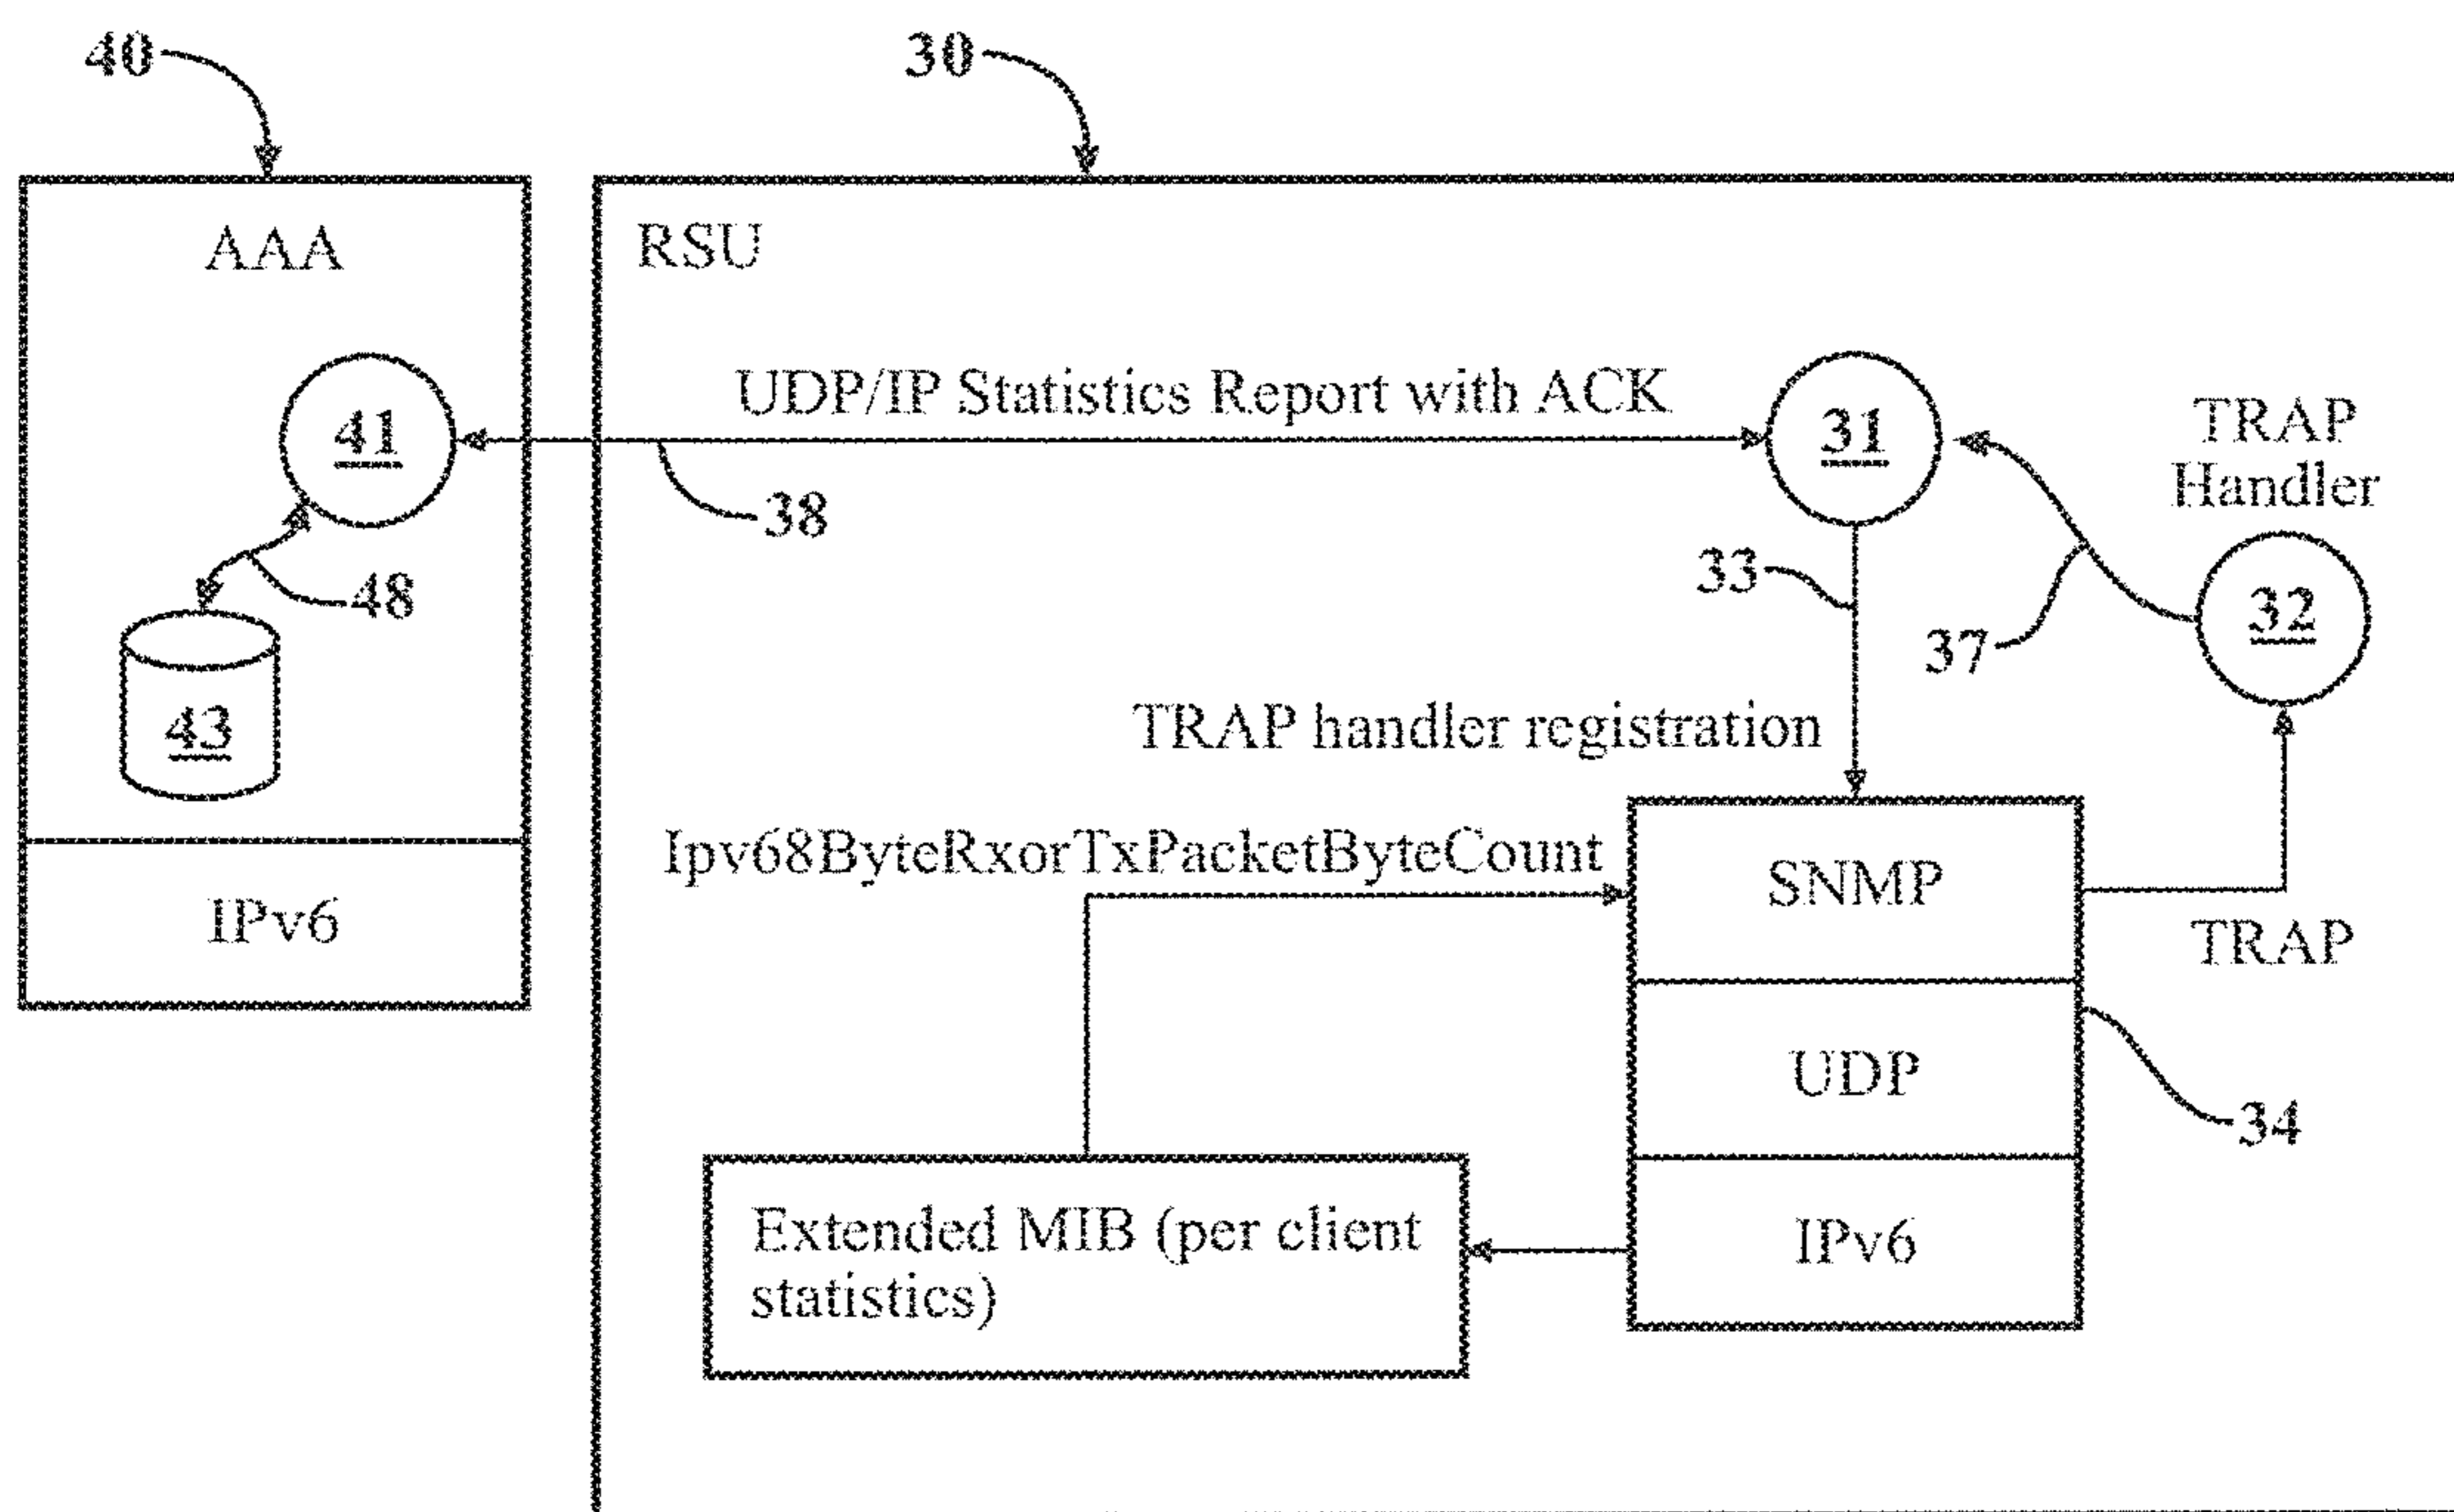 40
30
AAA
RSU
UDP/IP Statistics Report with ACK
41
31
TRAP
Handler
38
33
48
32
37
43
TRAP handler registration
Ipv68ByteRxorTxPacketByteCount
SNMP
IPv6
TRAP
UDP
34
Extended MIB (per client
statistics)
IPv6